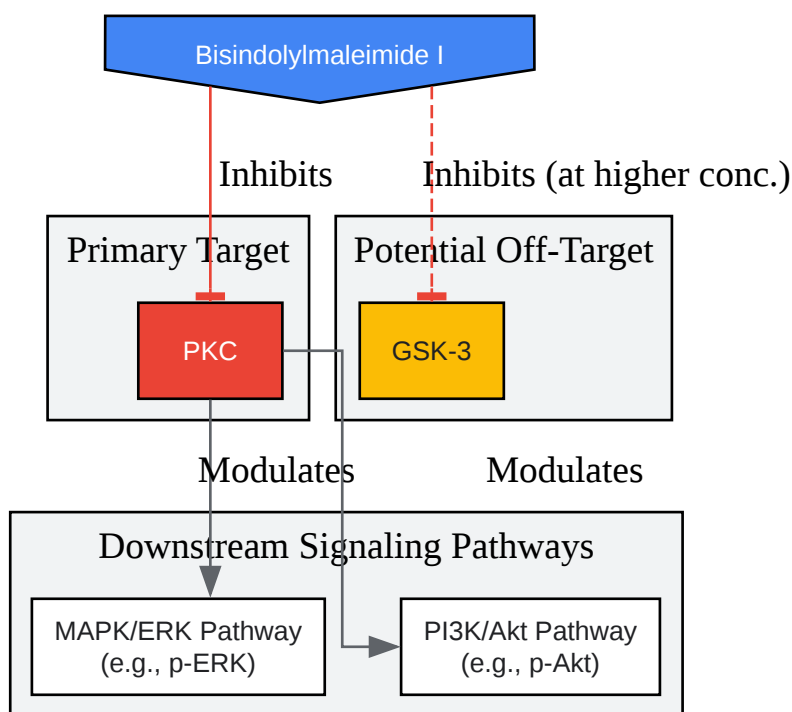 Bisindolylmaleimide I
Inhibits
Inhibits (at higher conc.)
Primary Target
Potential Off-Target
PKC
GSK-3
Modulates
Modulates
Downstream Signaling Pathways
MAPK/ERK Pathway
(e.g., p-ERK)
PI3K/Akt Pathway
(e.g., p-Akt)